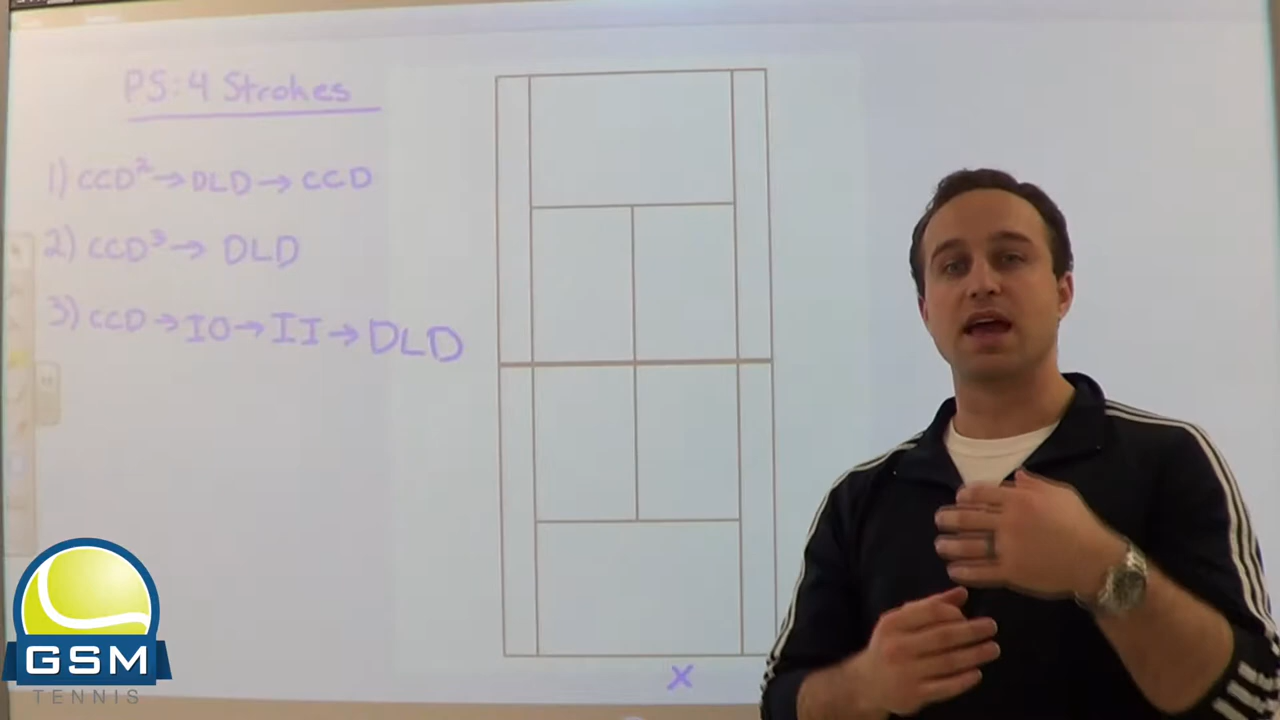 PS: 4 Strokes
1) CCD² → DLD → CCD
2) CCD³ → DLD
3) CCD → IO → II → DLD
X
GSM
TENNIS